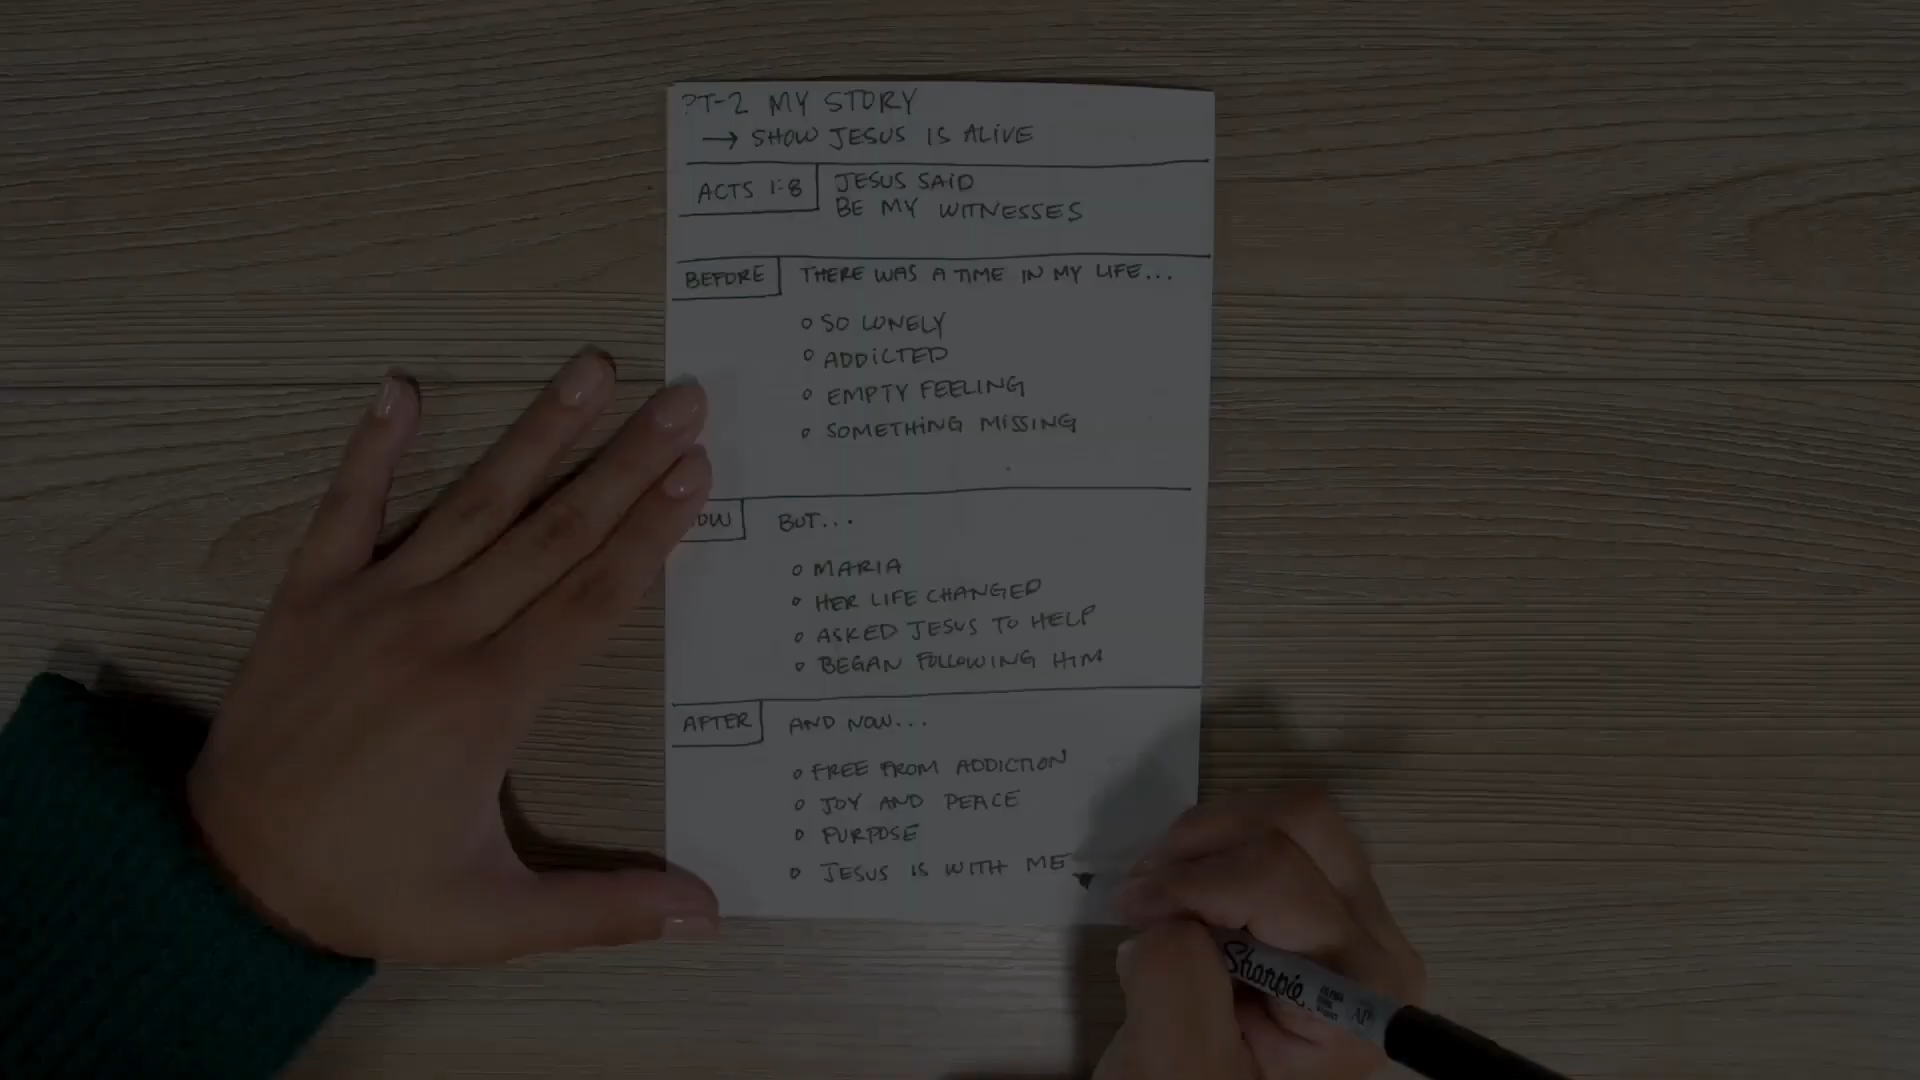 PT-2 MY STORY
→ SHOW JESUS IS ALIVE
ACTS 1:8
JESUS SAID
BE MY WITNESSES
BEFORE
THERE WAS A TIME IN MY LIFE...
SO LONELY
ADDICTED
EMPTY FEELING
SOMETHING MISSING
BUT...
MARIA
HER LIFE CHANGED
ASKED JESUS TO HELP
BEGAN FOLLOWING HIM
AFTER
AND NOW...
FREE FROM ADDICTION
JOY AND PEACE
PURPOSE
JESUS IS WITH ME
Sharpie